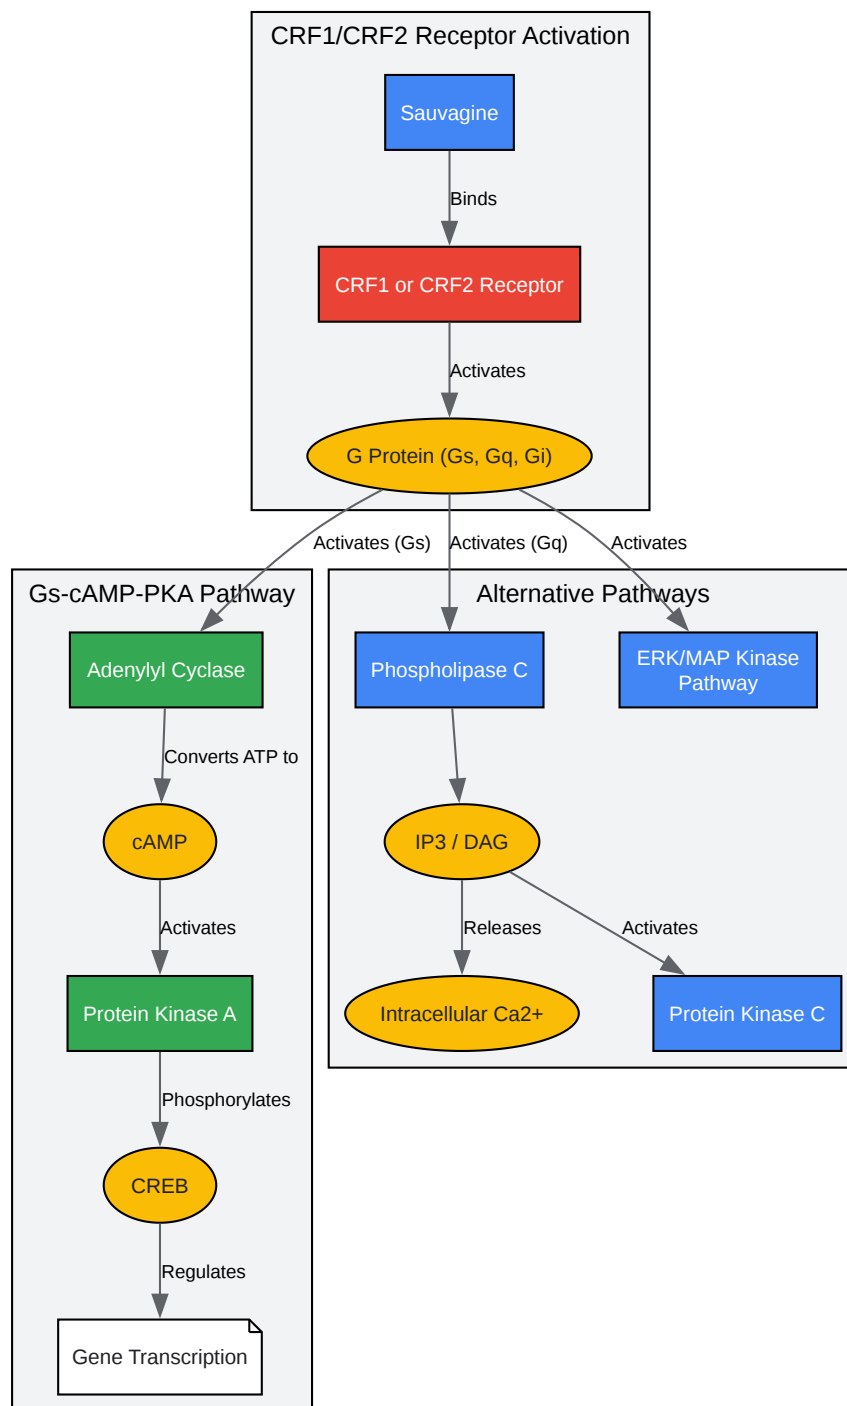 CRF1/CRF2 Receptor Activation
Sauvagine
Binds
CRF1 or CRF2 Receptor
Activates
G Protein (Gs, Gq, Gi)
Activates (Gs)
Activates (Gq)
Activates
Gs-cAMP-PKA Pathway
Adenylyl Cyclase
Converts ATP to
cAMP
Activates
Protein Kinase A
Phosphorylates
CREB
Regulates
Gene Transcription
Alternative Pathways
Phospholipase C
ERK/MAP Kinase
Pathway
IP3 / DAG
Releases
Activates
Intracellular Ca2+
Protein Kinase C